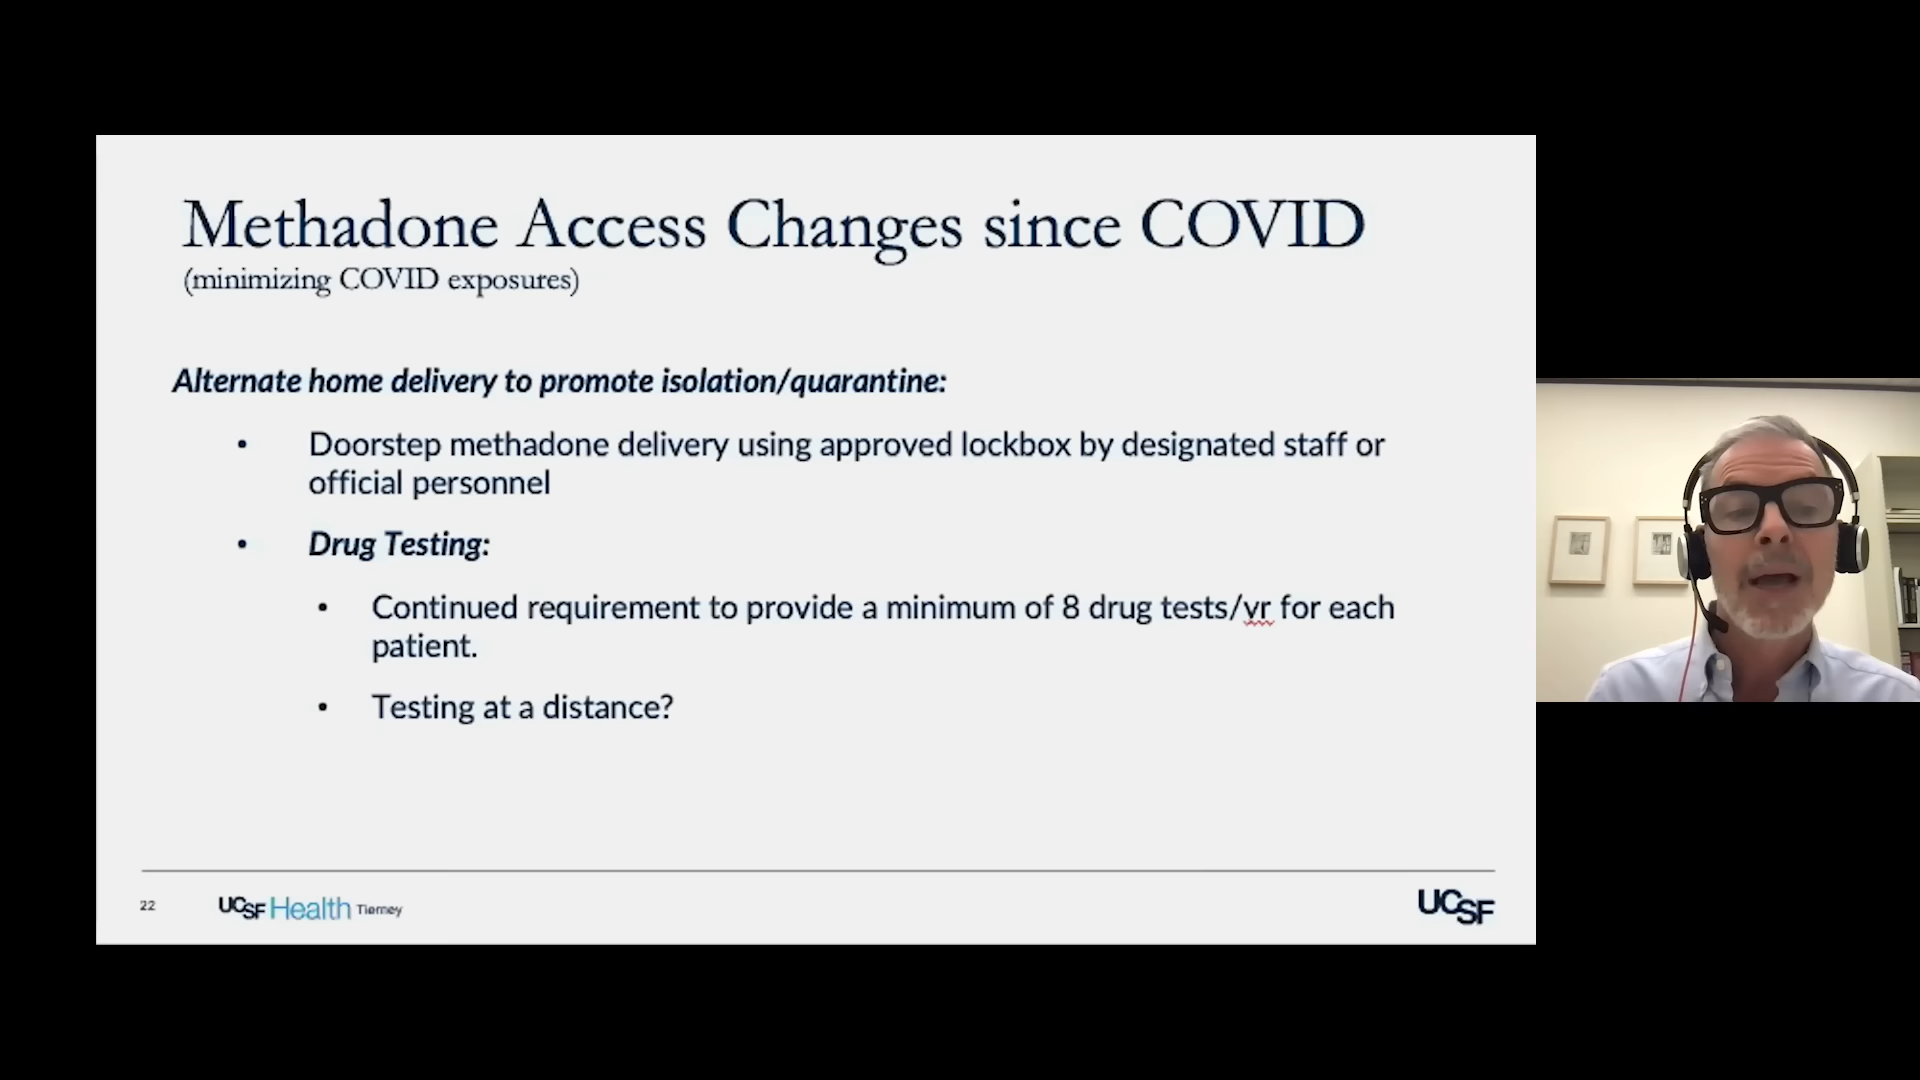 Methadone Access Changes since COVID
(minimizing COVID exposures)
Alternate home delivery to promote isolation/quarantine:
• Doorstep methadone delivery using approved lockbox by designated staff or
official personnel
• Drug Testing:
• Continued requirement to provide a minimum of 8 drug tests/yr for each
patient.
• Testing at a distance?
22
UCSF Health Tierney
UCSF